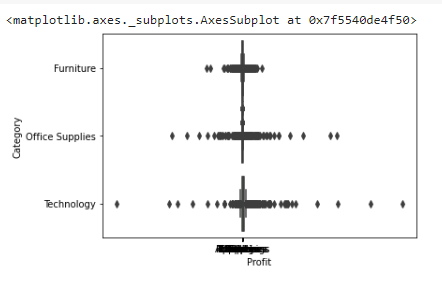 <matplotlib.axes._subplots.AxesSubplot at 0x7f5540de4f50>
Furniture
Office Supplies
Technology
Category
Profit